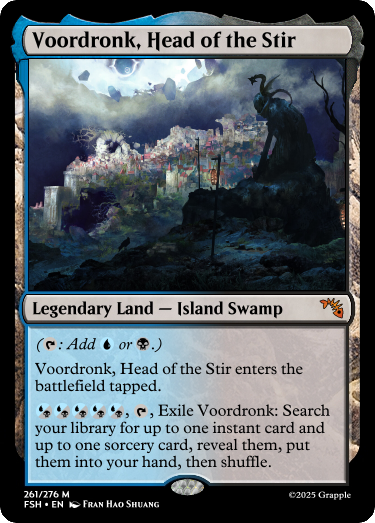 Voordronk, Head of the Stir
Legendary Land — Island Swamp
(: Add or .)
Voordronk, Head of the Stir enters the
battlefield tapped.
, , Exile Voordronk: Search
your library for up to one instant card and
up to one sorcery card, reveal them, put
them into your hand, then shuffle.
261/276 M
FSH • EN Fran Hao Shuang
©2025 Grapple